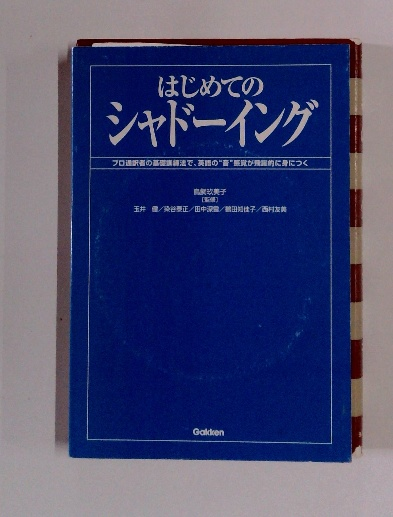 はじめての
シャドーイング
プロ通訳者の基礎訓練法で、英語の"音"感覚が飛躍的に身につく
鳥飼玖美子
[監修]
玉井 健／染谷泰正／田中深雪／鶴田知佳子／西村友美
Gakken